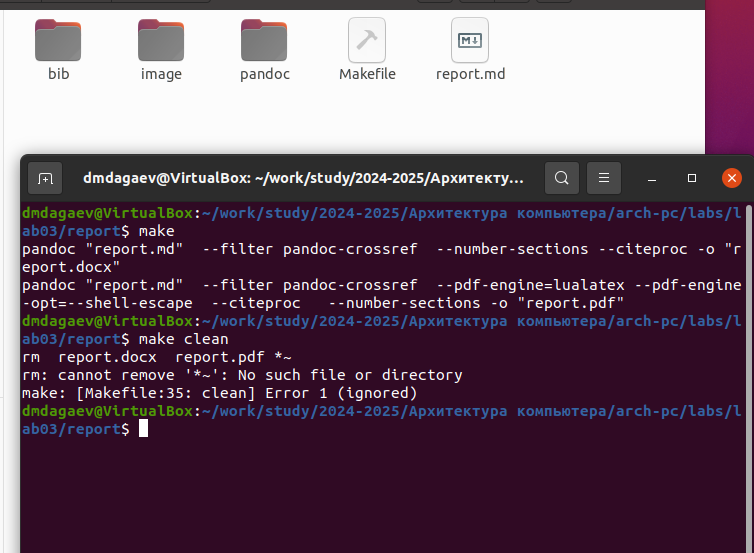 bib image pandoc Makefile report.md
M
dmdagaev@VirtualBox: ~/work/study/2024-2025/Архитекту...
dmdagaev@VirtualBox:~/work/study/2024-2025/Архитектура компьютера/arch-pc/labs/l
ab03/report$ make
pandoc "report.md"  --filter pandoc-crossref  --number-sections --citeproc -o "r
eport.docx"
pandoc "report.md"  --filter pandoc-crossref  --pdf-engine=lualatex --pdf-engine
-opt=--shell-escape  --citeproc   --number-sections -o "report.pdf"
dmdagaev@VirtualBox:~/work/study/2024-2025/Архитектура компьютера/arch-pc/labs/l
ab03/report$ make clean
rm  report.docx  report.pdf *~
rm: cannot remove '*~': No such file or directory
make: [Makefile:35: clean] Error 1 (ignored)
dmdagaev@VirtualBox:~/work/study/2024-2025/Архитектура компьютера/arch-pc/labs/l
ab03/report$